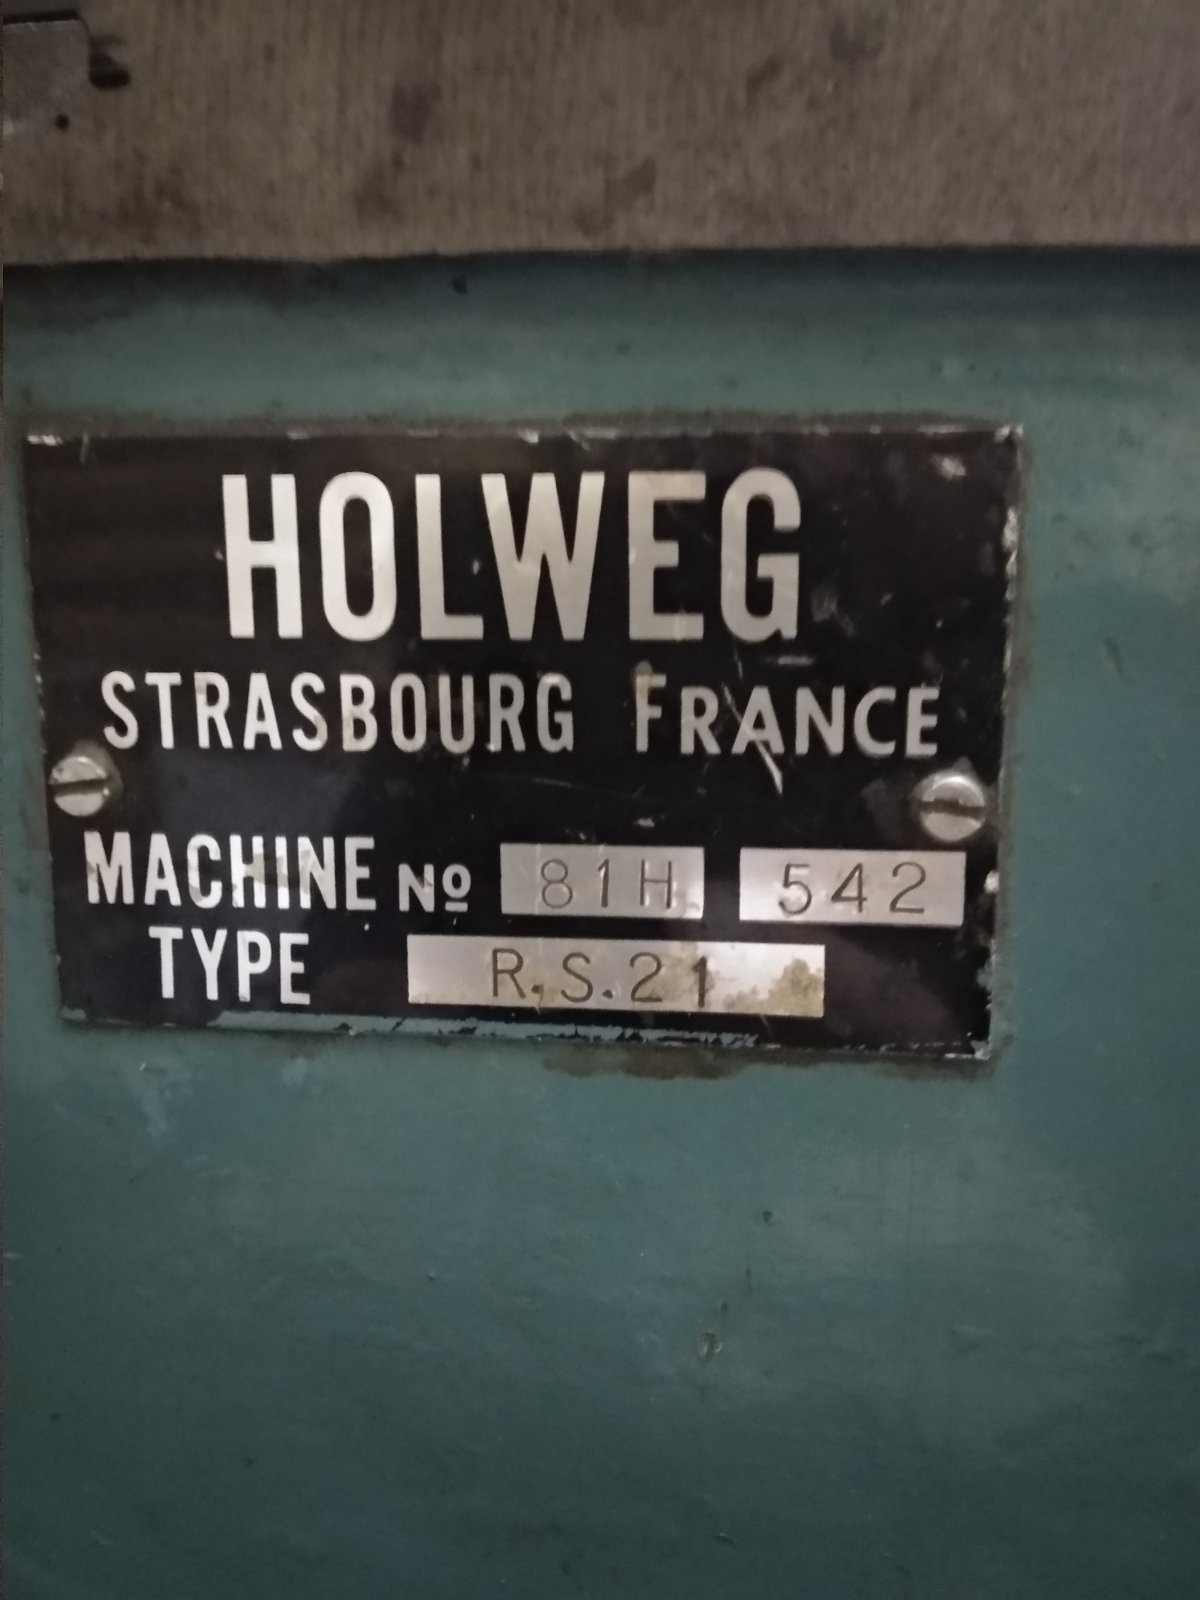 HOLWEG
STRASBOURG FRANCE
MACHINE Nº 81H 542
TYPE R.S.21